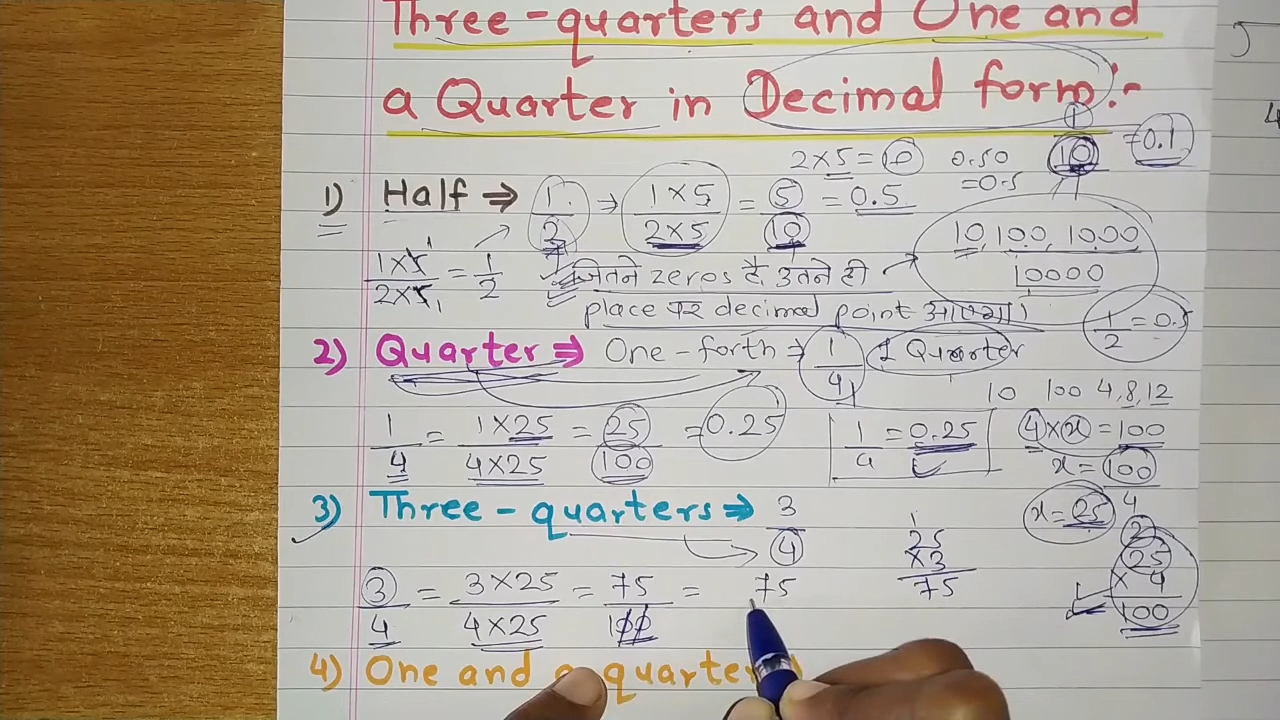 Three-quarters and One and
a Quarter in Decimal form:-
1/10 = 0.1
2×5=10 0.50
=0.5
1) Half ⇒ 1/2 → 1×5/2×5 = 5/10 = 0.5
1×5/2×5 = 1/2
10, 100, 1000
10000
जितने zeros है उतने ही
place पर decimal point आएगा।
1/2 = 0.5
2) Quarter ⇒ One-forth ⇒ 1/4 Quarter
10 100 4,8,12
1/4 = 1×25/4×25 = 25/100 = 0.25
1/4 = 0.25
4×x=100
x=100/4
x=25
3) Three-quarters ⇒ 3/4
25
×3
75
25
×4
100
3/4 = 3×25/4×25 = 75/100 = 75
4) One and a quarter